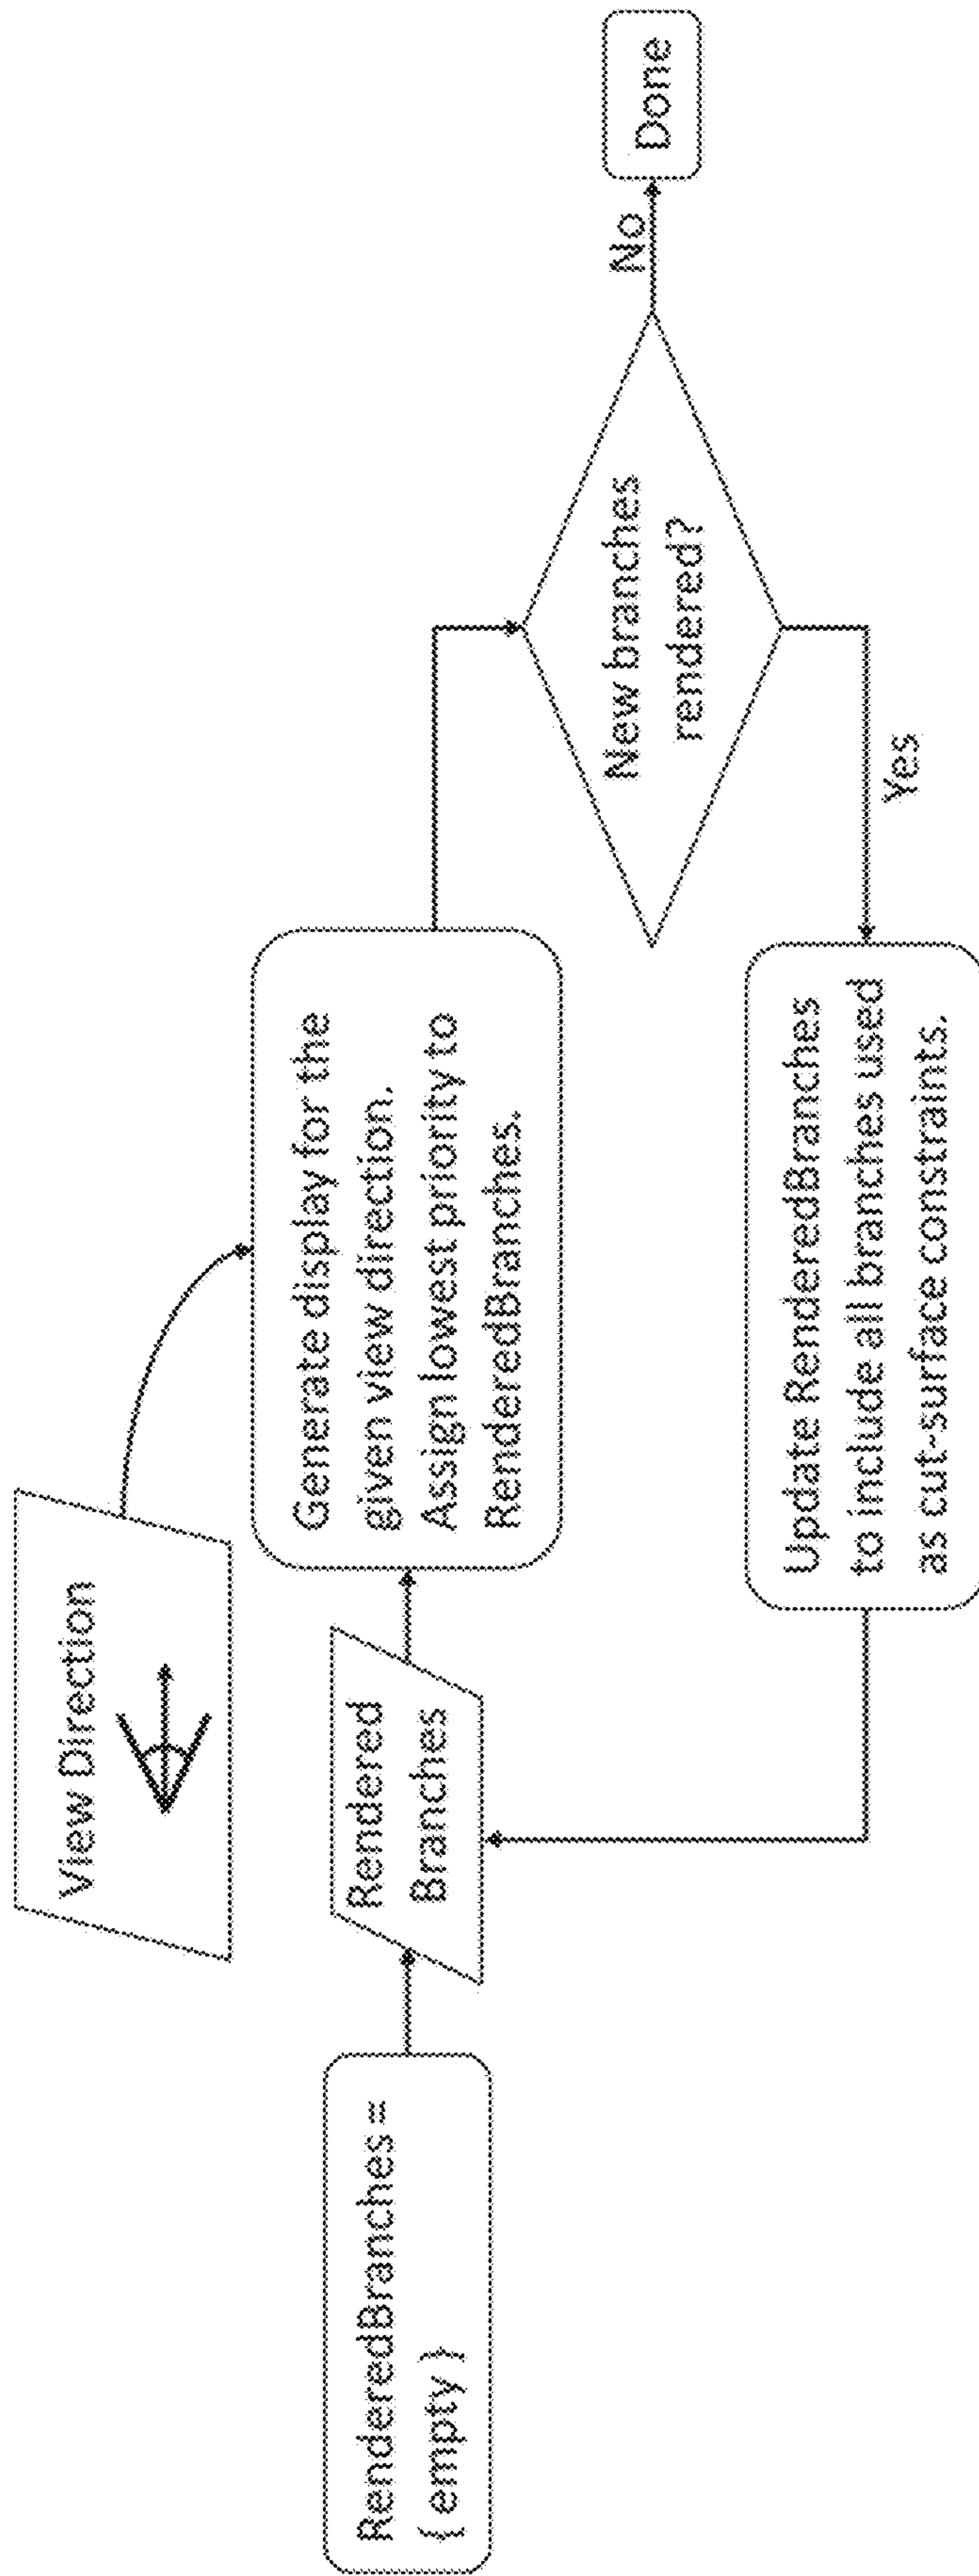 View Direction
RenderedBranches =
{ empty }
Rendered
Branches
Generate display for the
given view direction.
Assign lowest priority to
RenderedBranches.
New branches
rendered?
No
Done
Yes
Update RenderedBranches
to include all branches used
as cut-surface constraints.